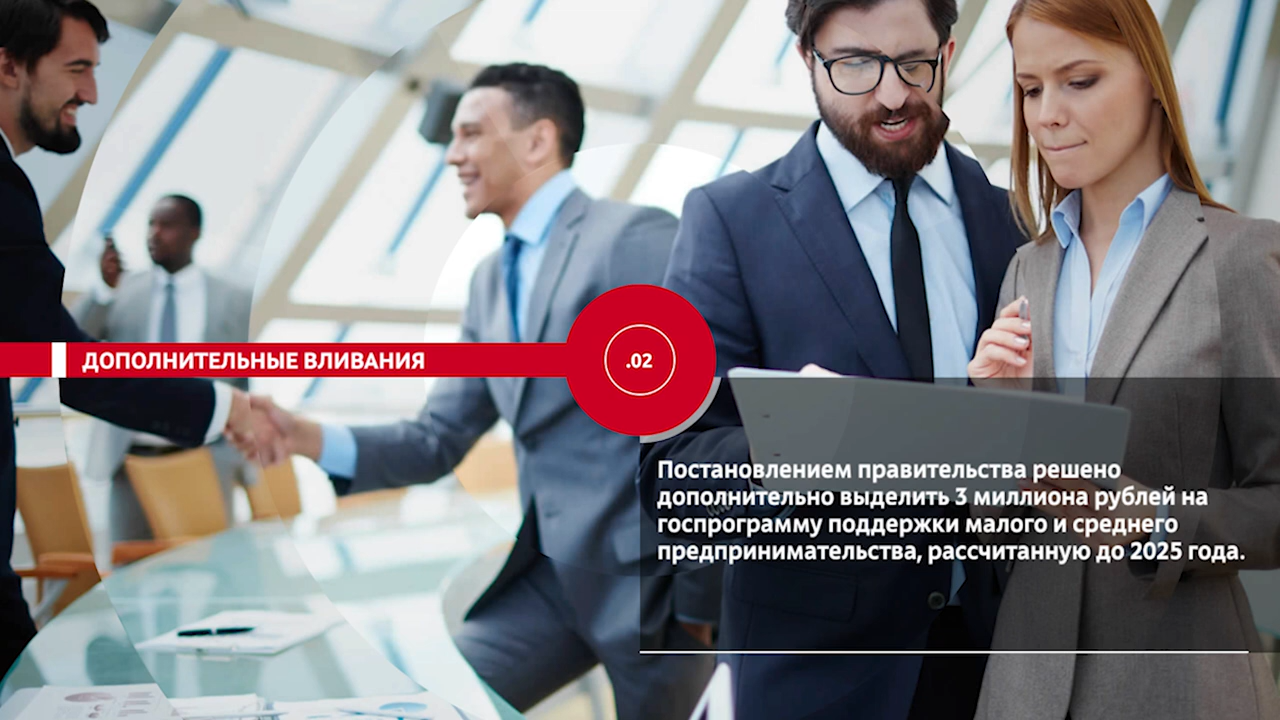 ДОПОЛНИТЕЛЬНЫЕ ВЛИВАНИЯ
.02
Постановлением правительства решено
дополнительно выделить 3 миллиона рублей на
госпрограмму поддержки малого и среднего
предпринимательства, рассчитанную до 2025 года.